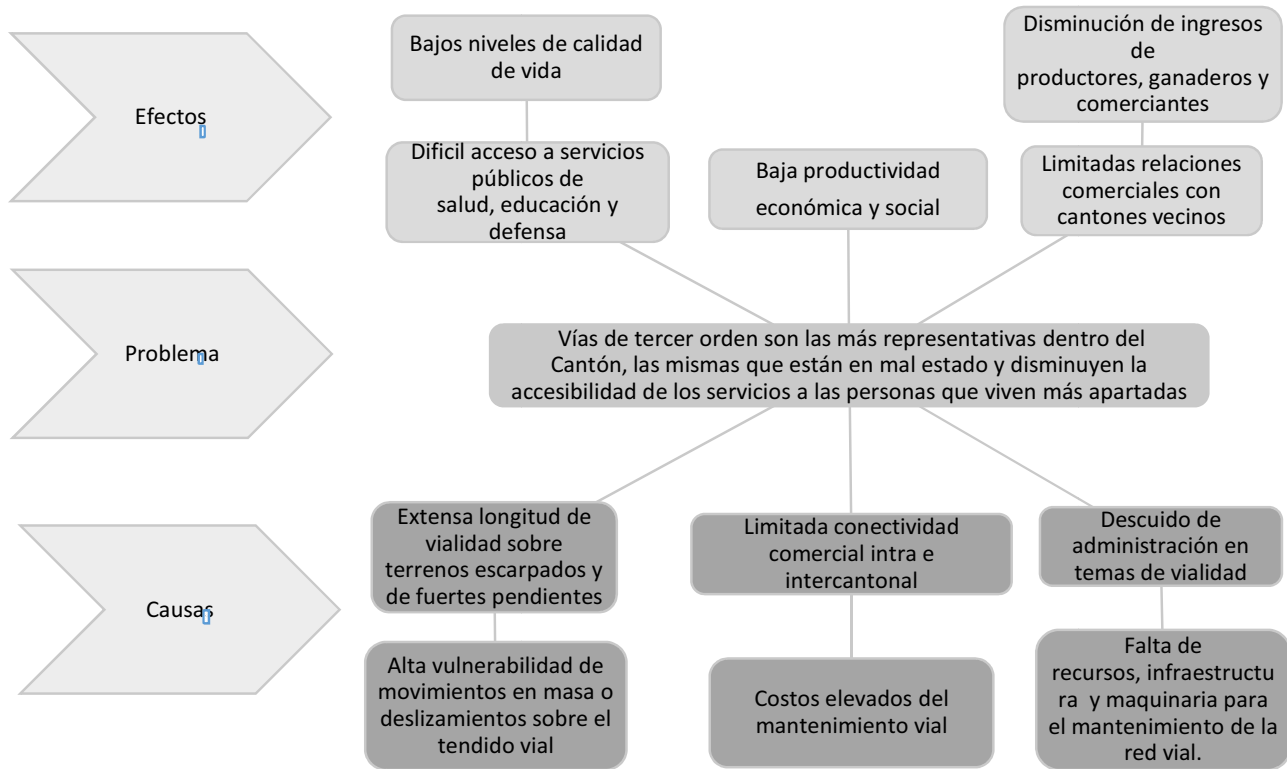 Efectos
Bajos niveles de calidad
de vida
Disminución de ingresos
de
productores, ganaderos y
comerciantes
Dificil acceso a servicios
públicos de
salud, educación y
defensa
Baja productividad
económica y social
Limitadas relaciones
comerciales con
cantones vecinos
Problema
Vías de tercer orden son las más representativas dentro del
Cantón, las mismas que están en mal estado y disminuyen la
accesibilidad de los servicios a las personas que viven más apartadas
Causas
Extensa longitud de
vialidad sobre
terrenos escarpados y
de fuertes pendientes
Limitada conectividad
comercial intra e
intercantonal
Descuido de
administración en
temas de vialidad
Alta vulnerabilidad de
movimientos en masa o
deslizamientos sobre el
tendido vial
Costos elevados del
mantenimiento vial
Falta de
recursos, infraestructu
ra y maquinaria para
el mantenimiento de la
red vial.